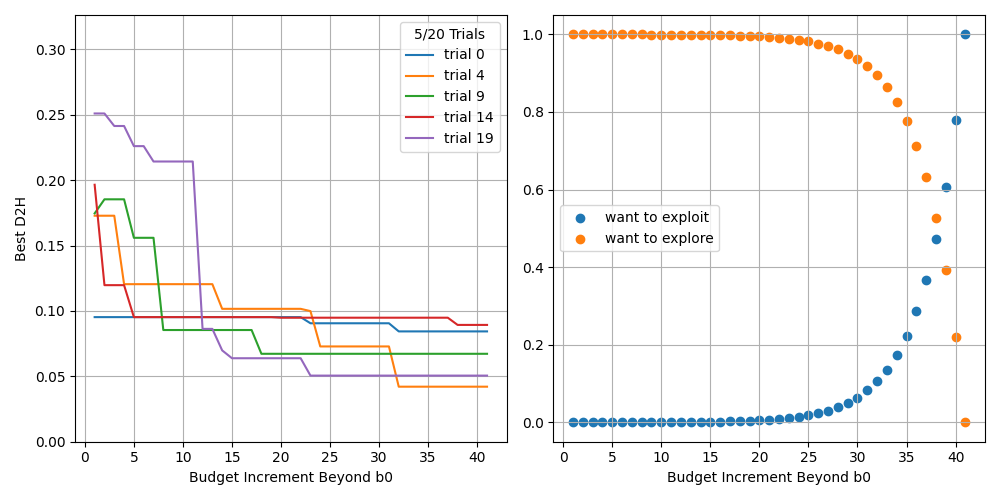 5/20 Trials
trial 0
trial 4
trial 9
trial 14
trial 19
Best D2H
0.30
0.25
0.20
0.15
0.10
0.05
0.00
0 5 10 15 20 25 30 35 40
Budget Increment Beyond b0
1.0
0.8
0.6
0.4
0.2
0.0
want to exploit
want to explore
0 5 10 15 20 25 30 35 40
Budget Increment Beyond b0